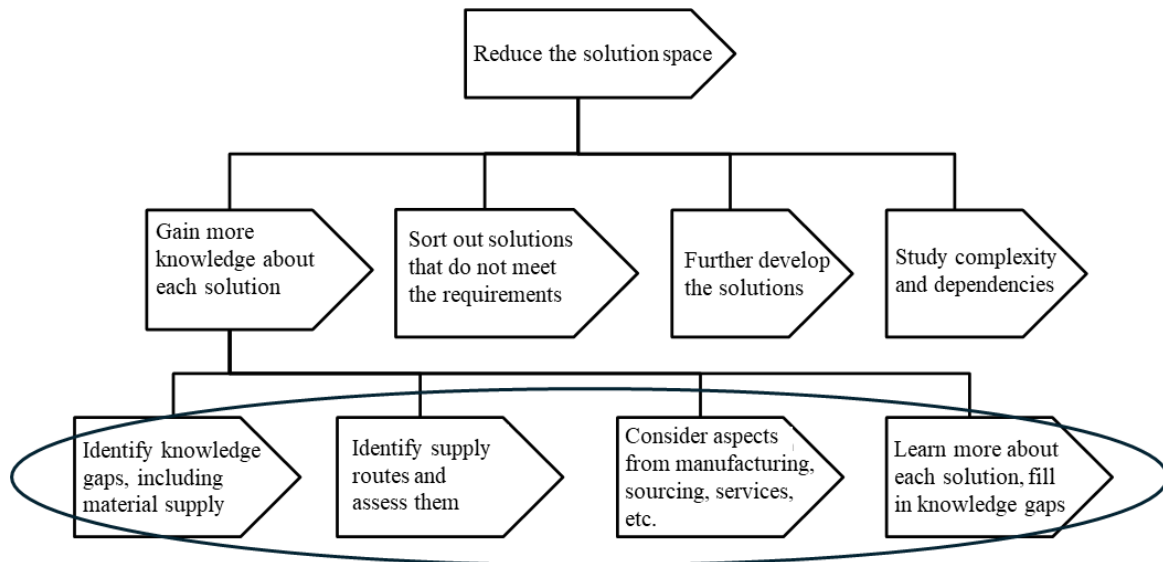 Reduce the solution space
Gain more
knowledge about
each solution
Sort out solutions
that do not meet
the requirements
Further develop
the solutions
Study complexity
and dependencies
Identify knowledge
gaps, including
material supply
Identify supply
routes and
assess them
Consider aspects
from manufacturing,
sourcing, services,
etc.
Learn more about
each solution, fill
in knowledge gaps